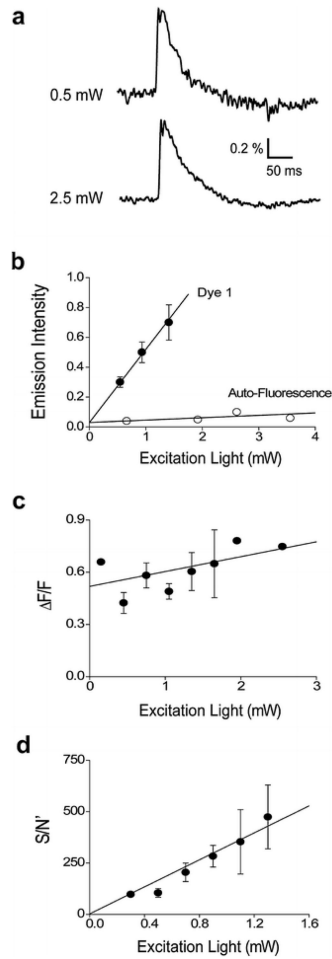 a
0.5 mW
0.2 %
50 ms
2.5 mW
b
1.0
0.8
0.6
0.4
0.2
0.0
Emission Intensity
Dye 1
Auto-Fluorescence
0 1 2 3 4
Excitation Light (mW)
c
0.9
0.6
0.3
0.0
ΔF/F
0 1 2 3
Excitation Light (mW)
d
750
500
250
0
S/N'
0.0 0.4 0.8 1.2 1.6
Excitation Light (mW)